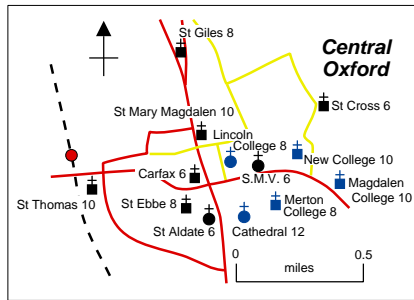 St Giles 8
Central
Oxford
St Cross 6
St Mary Magdalen 10
Lincoln
College 8
New College 10
Carfax 6
S.M.V. 6
Magdalen
College 10
St Thomas 10
St Ebbe 8
Merton
College 8
St Aldate 6
Cathedral 12
0
0.5
miles